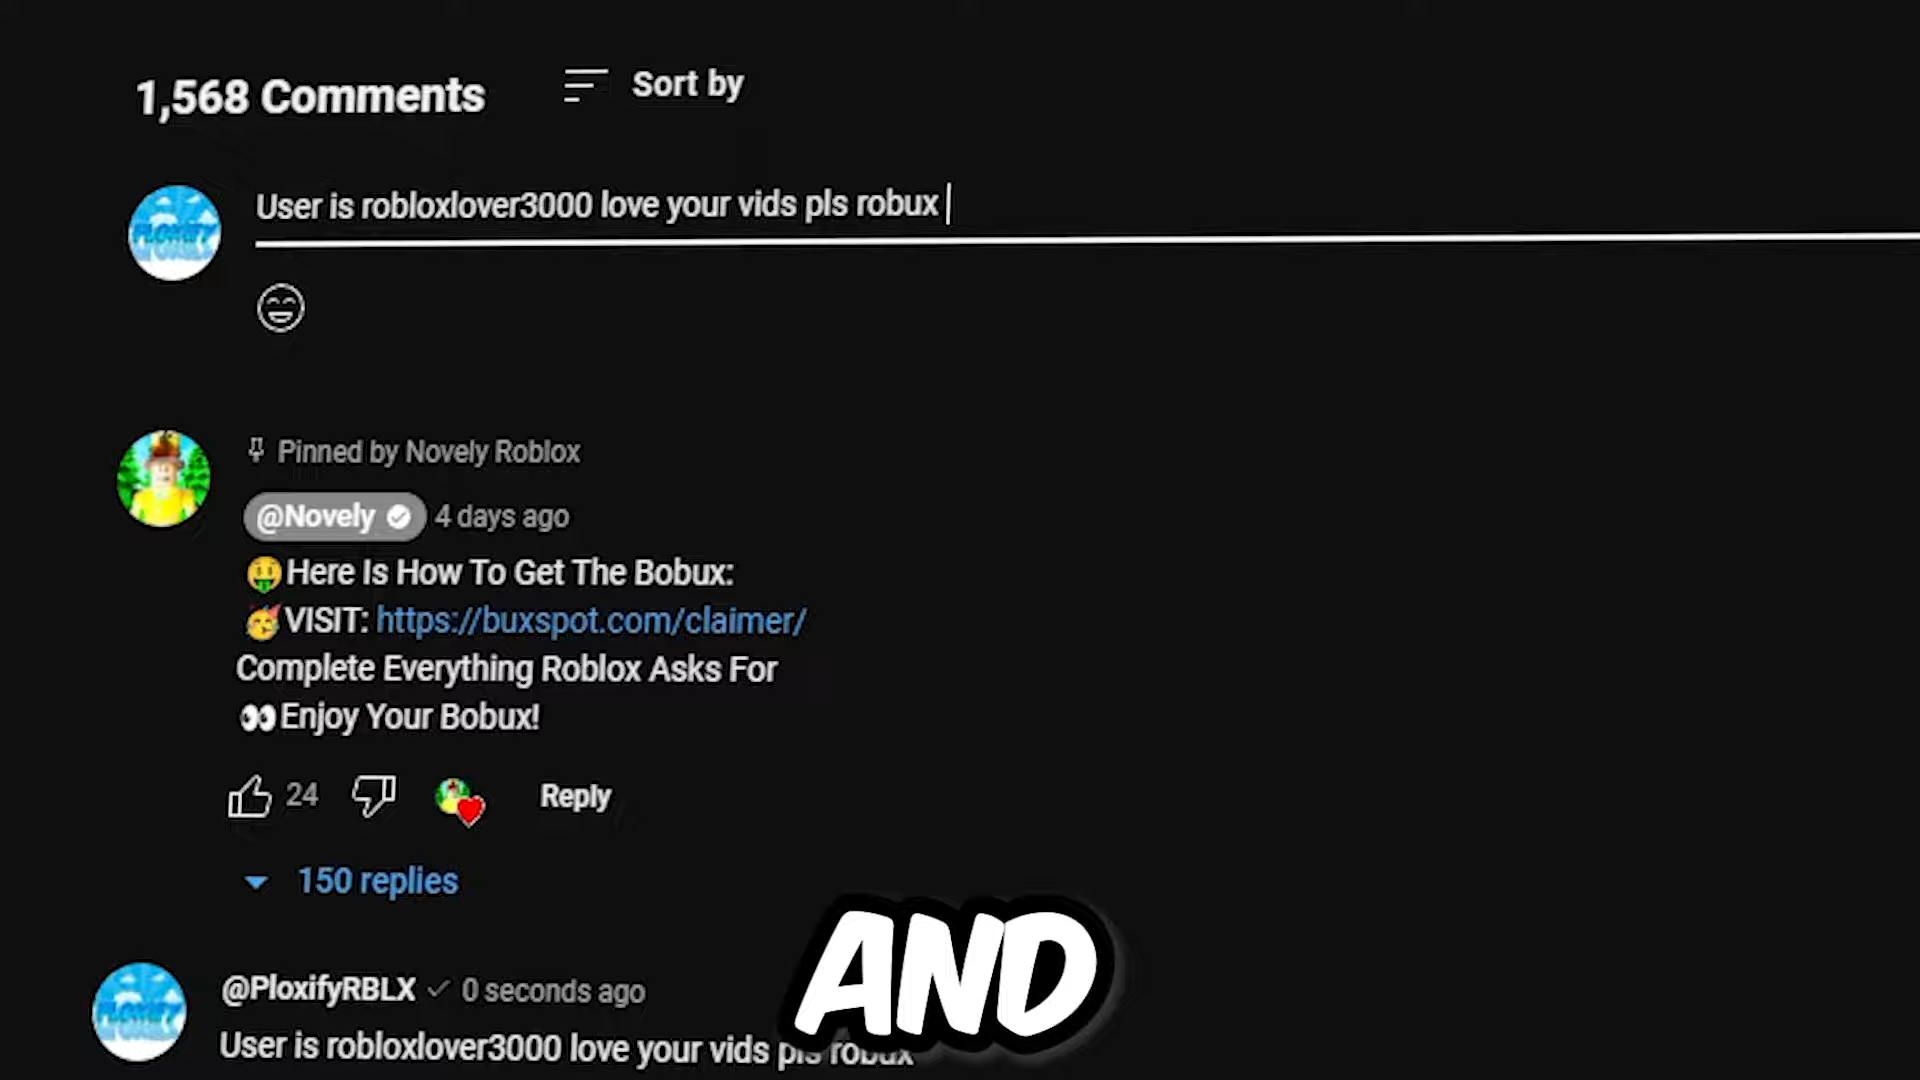 1,568 Comments
Sort by
User is robloxlover3000 love your vids pls robux
Pinned by Novely Roblox
@Novely 4 days ago
🤑Here Is How To Get The Bobux:
🥳VISIT: https://buxspot.com/claimer/
Complete Everything Roblox Asks For
👀Enjoy Your Bobux!
24
Reply
150 replies
@PloxifyRBLX 0 seconds ago
User is robloxlover3000 love your vids pls robux
AND